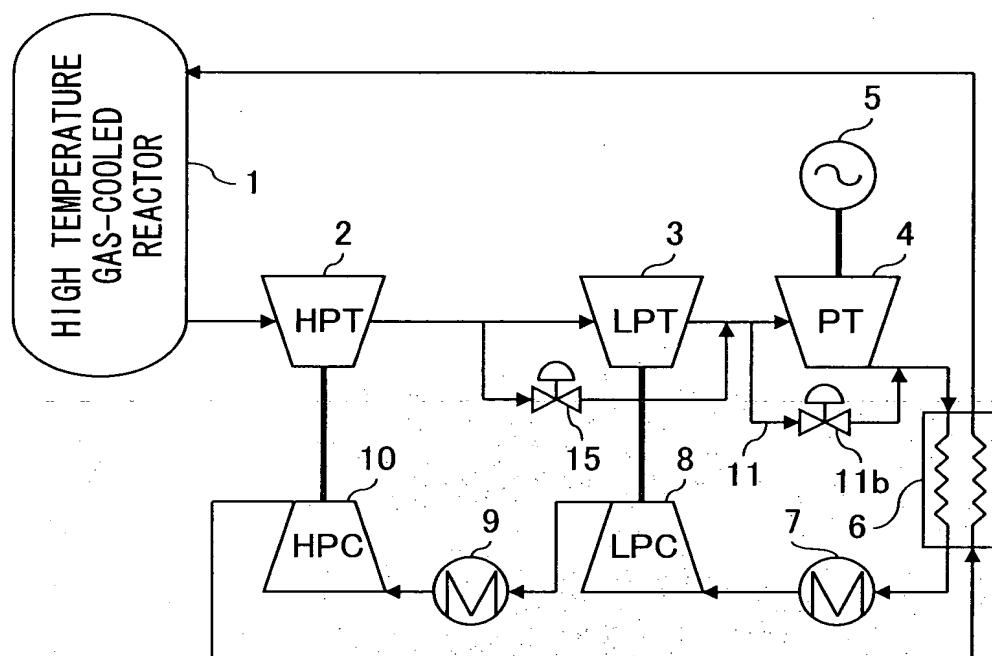 HIGH TEMPERATURE
GAS-COOLED
REACTOR
1
5
2
3
4
HPT
LPT
PT
15
11
11b
10
8
9
7
6
HPC
LPC